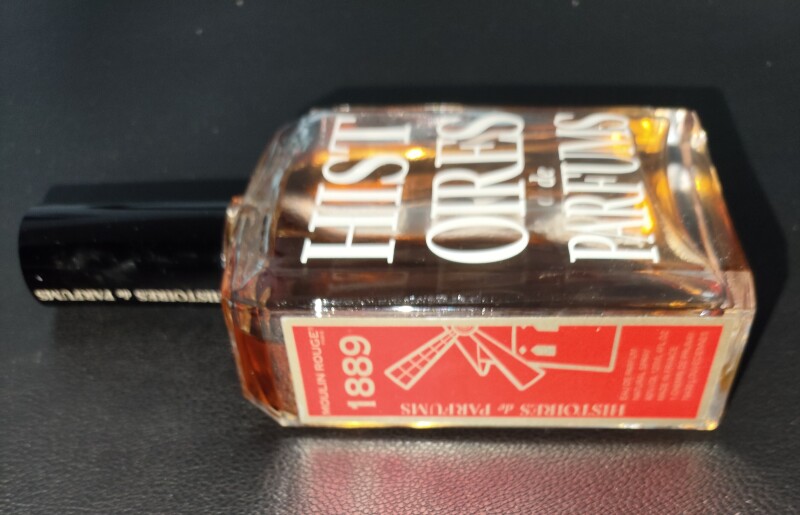 HIST
OIRES
de
PARFUMS
HISTOIRES de PARFUMS
MOULIN ROUGE
1889
HISTOIRES de PARFUMS